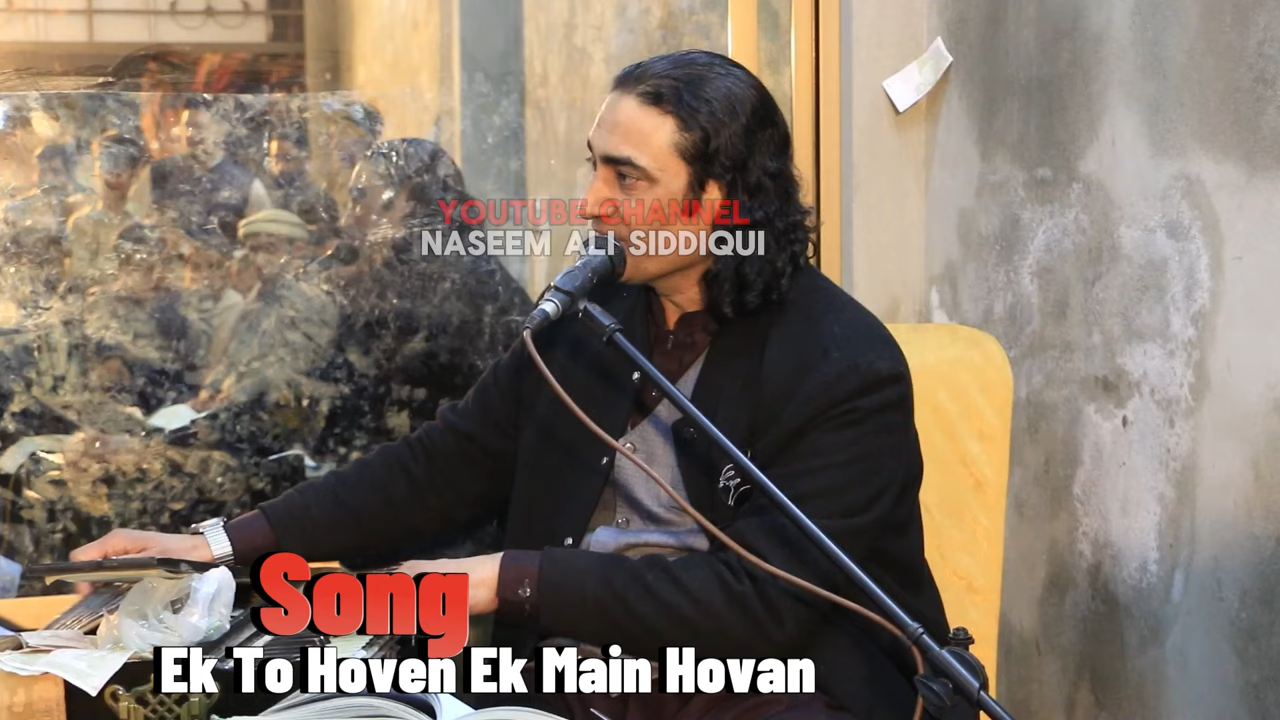 YOUTUBE CHANNEL
NASEEM ALI SIDDIQUI
Song
Ek To Hoven Ek Main Hovan